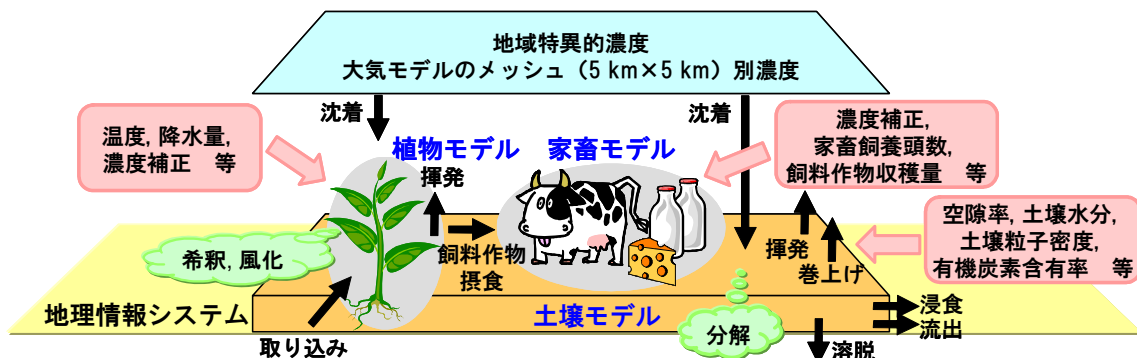 地域特異的濃度
大気モデルのメッシュ（5 km×5 km）別濃度
沈着
沈着
温度, 降水量,
濃度補正　等
植物モデル
家畜モデル
濃度補正,
家畜飼養頭数,
飼料作物収穫量　等
揮発
空隙率, 土壌水分,
土壌粒子密度,
有機炭素含有率　等
希釈, 風化
飼料作物
摂食
揮発
巻上げ
地理情報システム
土壌モデル
分解
浸食
流出
取り込み
溶脱